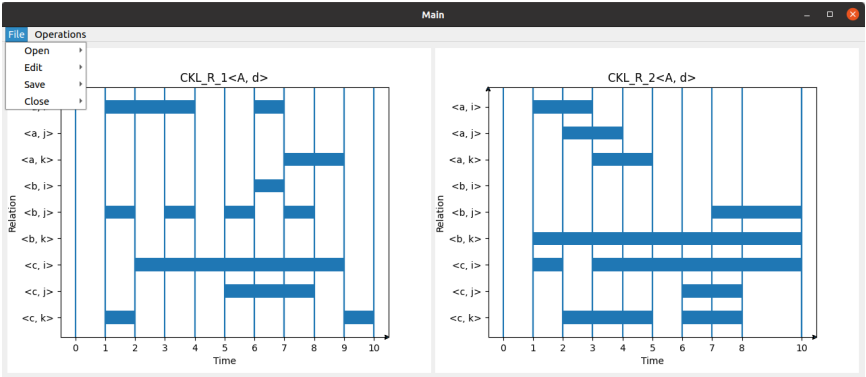 Main
File Operations
Open
Edit
Save
Close
CKL_R_1<A, d>
<a, j>
<a, k>
<b, i>
<b, j>
<b, k>
<c, i>
<c, j>
<c, k>
Relation
0 1 2 3 4 5 6 7 8 9 10
Time
CKL_R_2<A, d>
<a, i>
<a, j>
<a, k>
<b, i>
<b, j>
<b, k>
<c, i>
<c, j>
<c, k>
Relation
0 1 2 3 4 5 6 7 8 10
Time